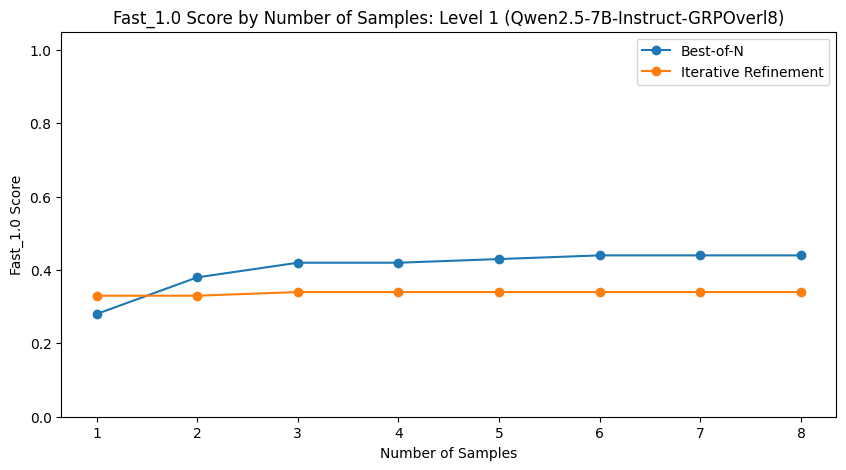 Fast_1.0 Score by Number of Samples: Level 1 (Qwen2.5-7B-Instruct-GRPOverl8)
Best-of-N
Iterative Refinement
Fast_1.0 Score
1.0
0.8
0.6
0.4
0.2
0.0
1 2 3 4 5 6 7 8
Number of Samples